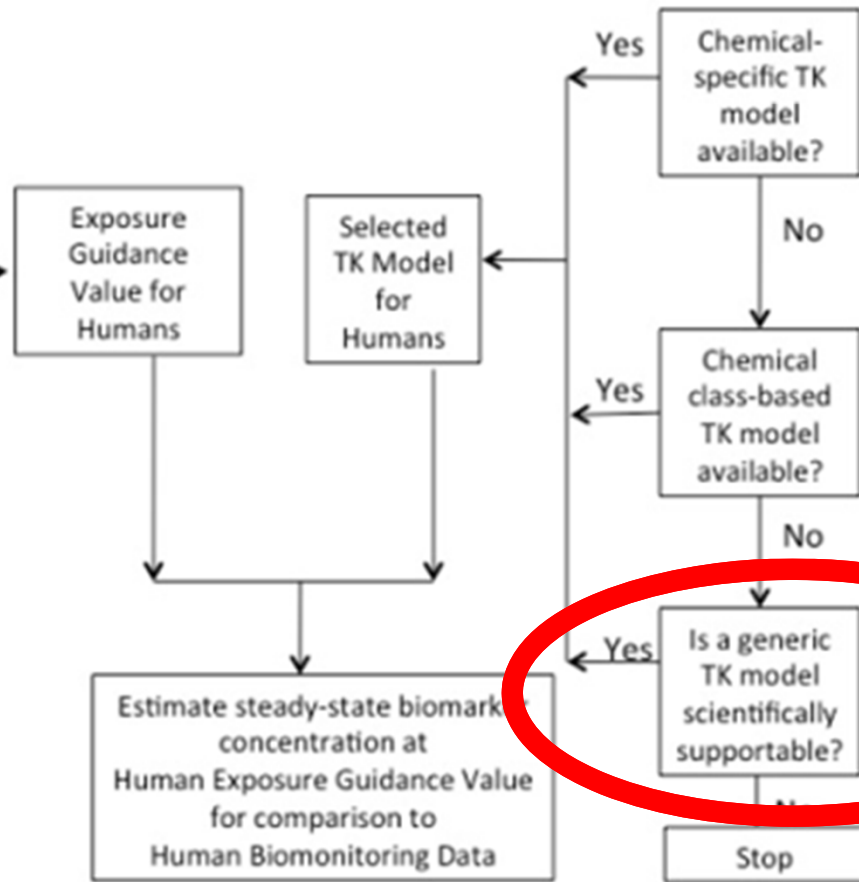 Yes
Chemical-
specific TK
model
available?
Exposure
Guidance
Value for
Humans
Selected
TK Model
for
Humans
No
Yes
Chemical
class-based
TK model
available?
No
Yes
Is a generic
TK model
scientifically
supportable?
Estimate steady-state
concentration at
Human Exposure Guidance Value
for comparison to
Human Biomonitoring Data
Stop